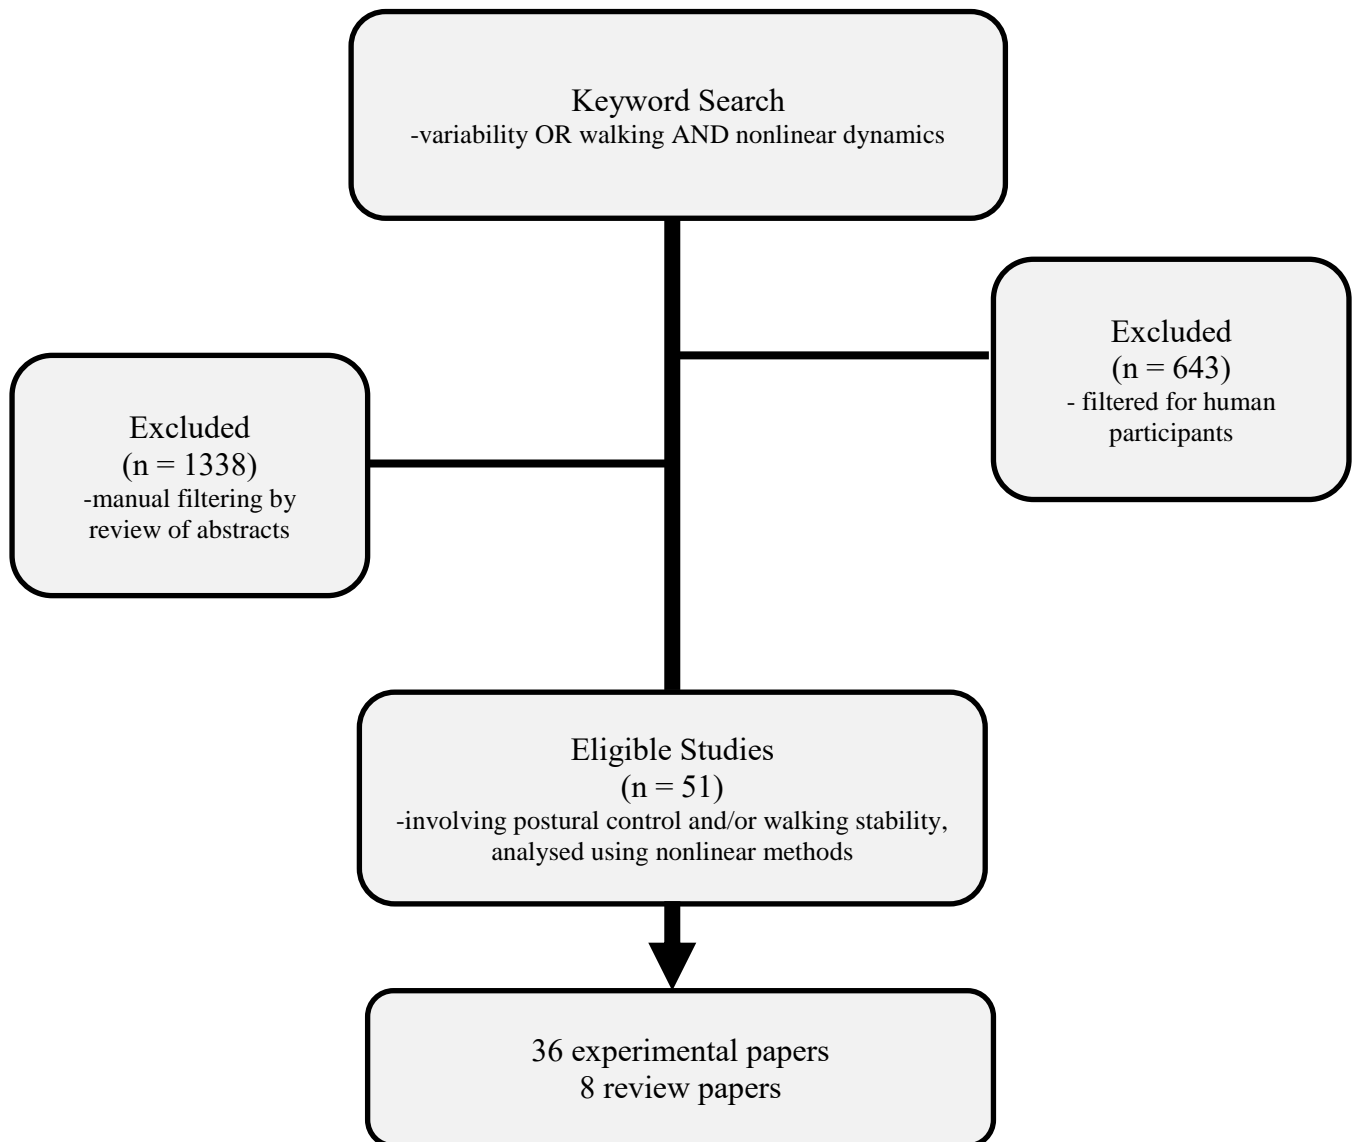 Keyword Search
-variability OR walking AND nonlinear dynamics
Excluded
(n = 643)
- filtered for human
participants
Excluded
(n = 1338)
-manual filtering by
review of abstracts
Eligible Studies
(n = 51)
-involving postural control and/or walking stability,
analysed using nonlinear methods
36 experimental papers
8 review papers